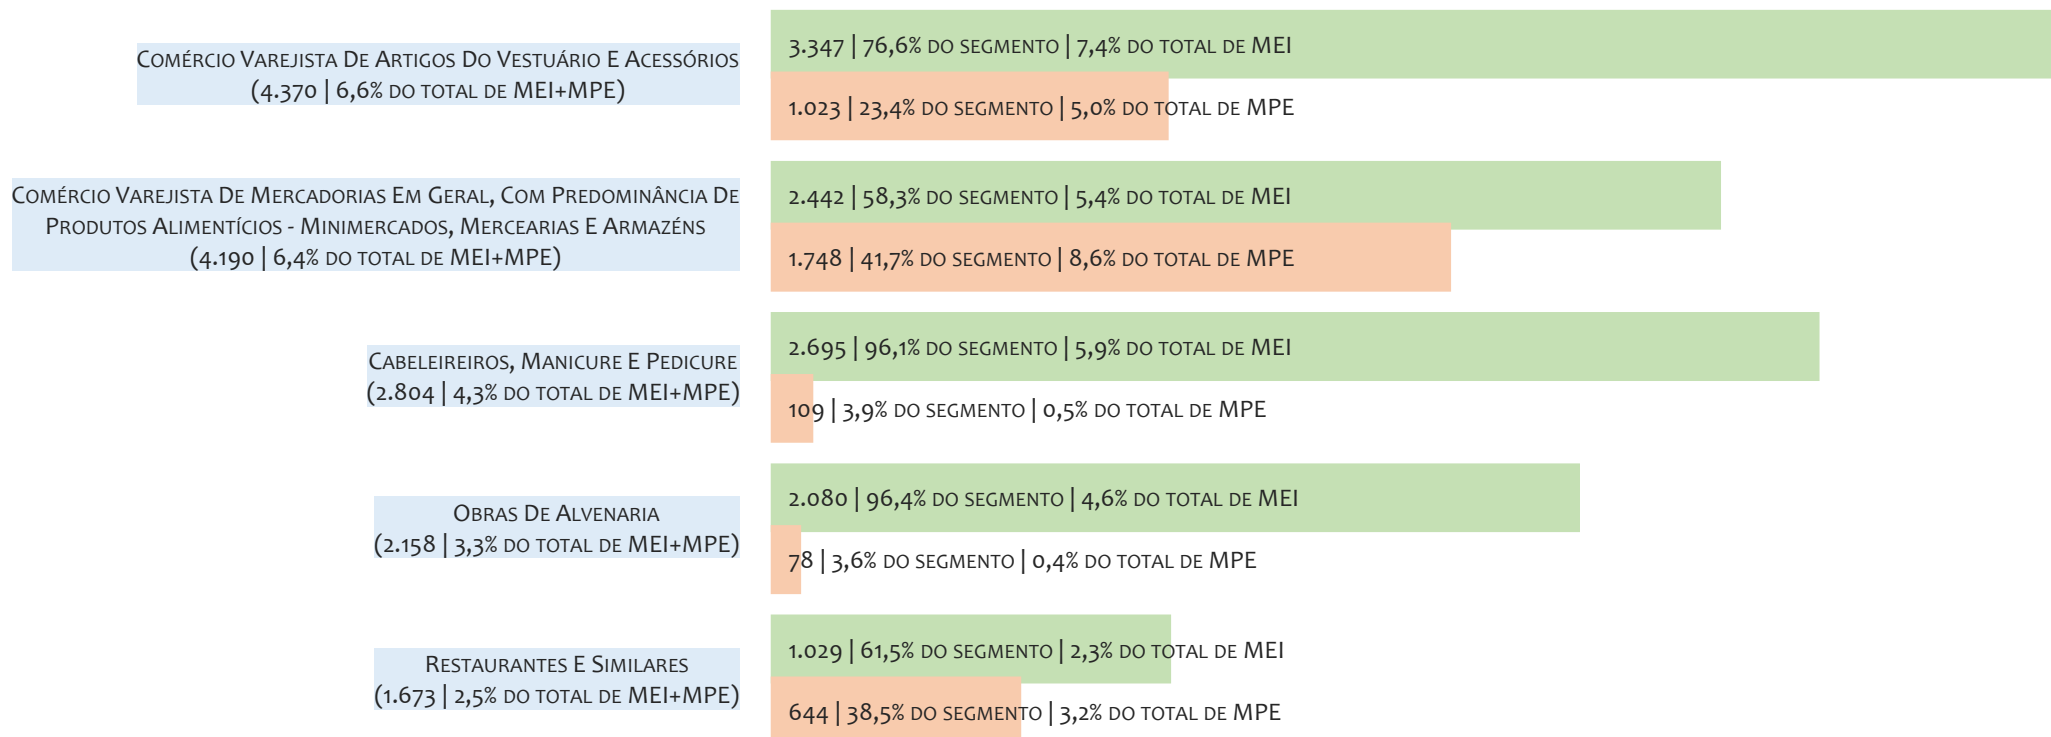 Comércio Varejista De Artigos Do Vestuário E Acessórios
(4.370 | 6,6% do total de MEI+MPE)
3.347 | 76,6% do segmento | 7,4% do total de MEI
1.023 | 23,4% do segmento | 5,0% do total de MPE
Comércio Varejista De Mercadorias Em Geral, Com Predominância De
Produtos Alimentícios - Minimercados, Mercearias E Armazéns
(4.190 | 6,4% do total de MEI+MPE)
2.442 | 58,3% do segmento | 5,4% do total de MEI
1.748 | 41,7% do segmento | 8,6% do total de MPE
Cabeleireiros, Manicure E Pedicure
(2.804 | 4,3% do total de MEI+MPE)
2.695 | 96,1% do segmento | 5,9% do total de MEI
109 | 3,9% do segmento | 0,5% do total de MPE
Obras De Alvenaria
(2.158 | 3,3% do total de MEI+MPE)
2.080 | 96,4% do segmento | 4,6% do total de MEI
78 | 3,6% do segmento | 0,4% do total de MPE
Restaurantes E Similares
(1.673 | 2,5% do total de MEI+MPE)
1.029 | 61,5% do segmento | 2,3% do total de MEI
644 | 38,5% do segmento | 3,2% do total de MPE